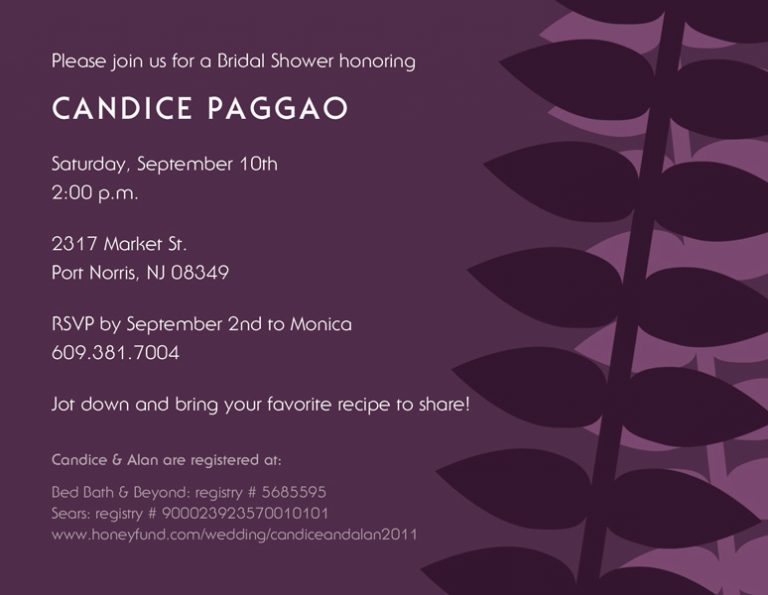 Please join us for a Bridal Shower honoring
CANDICE PAGGAO
Saturday, September 10th
2:00 p.m.
2317 Market St.
Port Norris, NJ 08349
RSVP by September 2nd to Monica
609.381.7004
Jot down and bring your favorite recipe to share!
Candice & Alan are registered at:
Bed Bath & Beyond: registry # 5685595
Sears: registry # 900023923570010101
www.honeyfund.com/wedding/candiceandalan2011